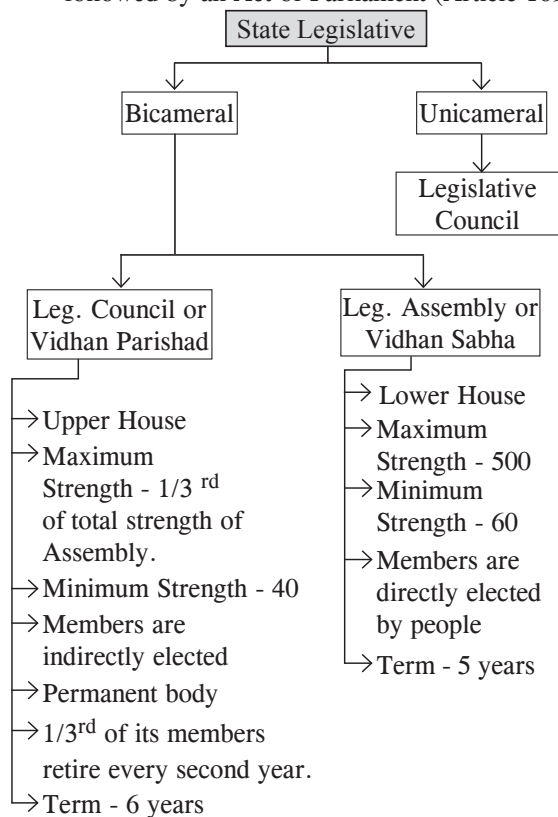 followed by an Act of Parliament (Article 169
State Legislative
Bicameral
Unicameral
Legislative
Council
Leg. Council or
Vidhan Parishad
Upper House
Maximum
Strength - 1/3 rd
of total strength of
Assembly.
Minimum Strength - 40
Members are
indirectly elected
Permanent body
1/3rd of its members
retire every second year.
Term - 6 years
Leg. Assembly or
Vidhan Sabha
Lower House
Maximum
Strength - 500
Minimum
Strength - 60
Members are
directly elected
by people
Term - 5 years